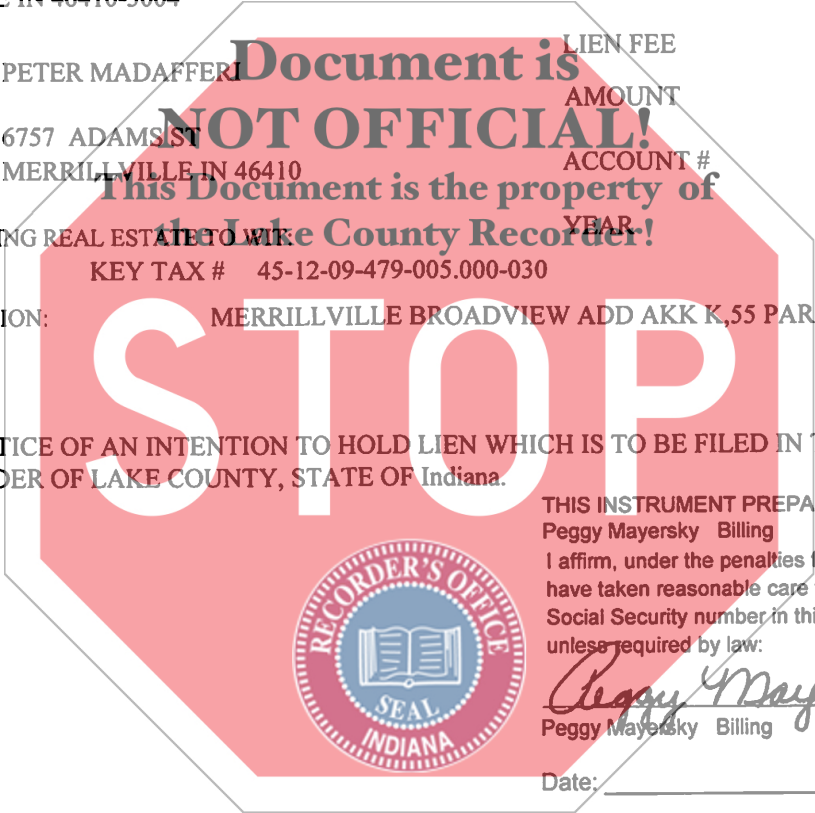 E IN 46410-3004
LIEN FEE
Document is
PETER MADAFFERI
AMOUNT
NOT OFFICIAL!
6757 ADAMS ST
ACCOUNT #
MERRILLVILLE IN 46410
This Document is the property of
YEAR
the Lake County Recorder!
NG REAL ESTATE TO WIT:
KEY TAX # 45-12-09-479-005.000-030
ION: MERRILLVILLE BROADVIEW ADD AKK K,55 PAR
STOP
TICE OF AN INTENTION TO HOLD LIEN WHICH IS TO BE FILED IN
DER OF LAKE COUNTY, STATE OF Indiana.
THIS INSTRUMENT PREPA
Peggy Mayersky Billing
I affirm, under the penalties
have taken reasonable care
Social Security number in thi
unless required by law:
Peggy May
Peggy Mayersky Billing
Date:
RECORDER'S OFFICE
SEAL
INDIANA